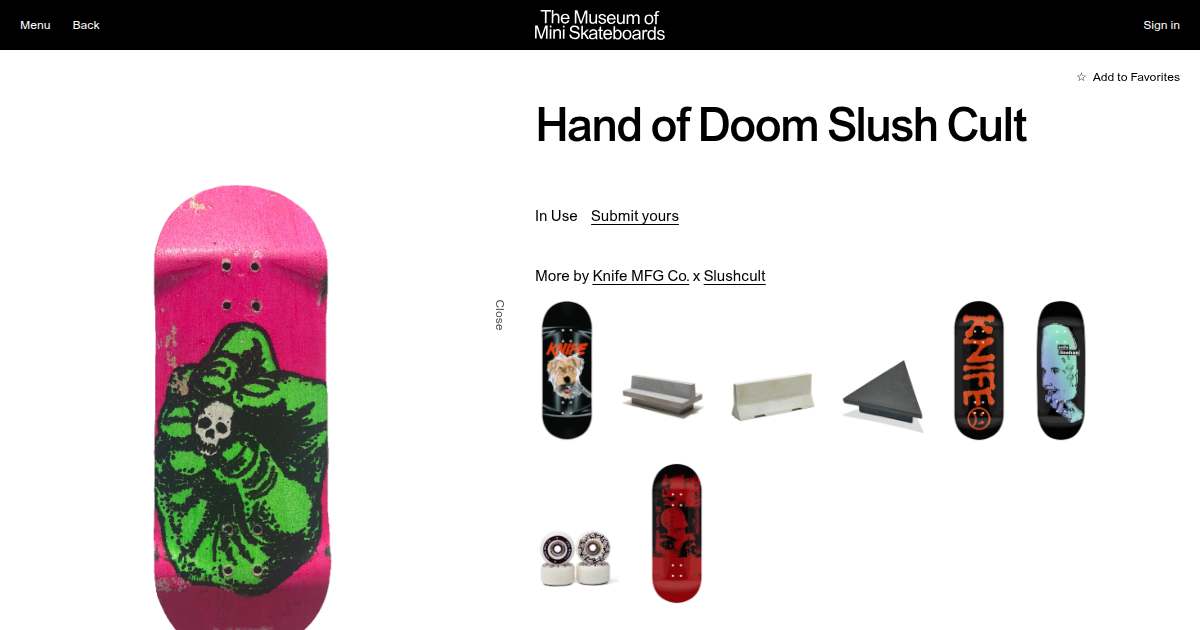 Menu
Back
The Museum of
Mini Skateboards
Sign in
☆ Add to Favorites
Hand of Doom Slush Cult
In Use
Submit yours
More by Knife MFG Co. x Slushcult
Close
KNIFE
KNIFE